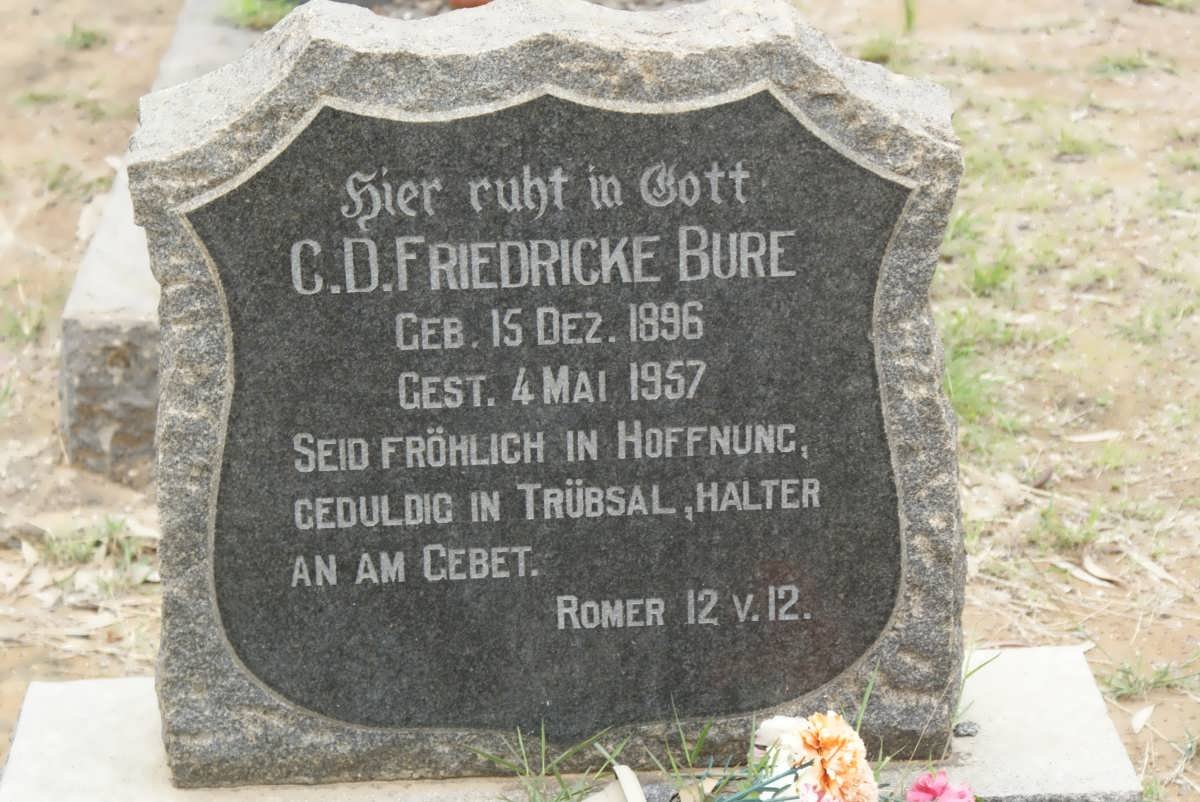 Hier ruht in Gott
C.D. FRIEDRICKE BURE
GEB. 15 DEZ. 1896
GEST. 4 MAI 1957
SEID FRÖHLICH IN HOFFNUNG,
GEDULDIG IN TRÜBSAL, HALTER
AN AM GEBET.
ROMER 12 V. 12.